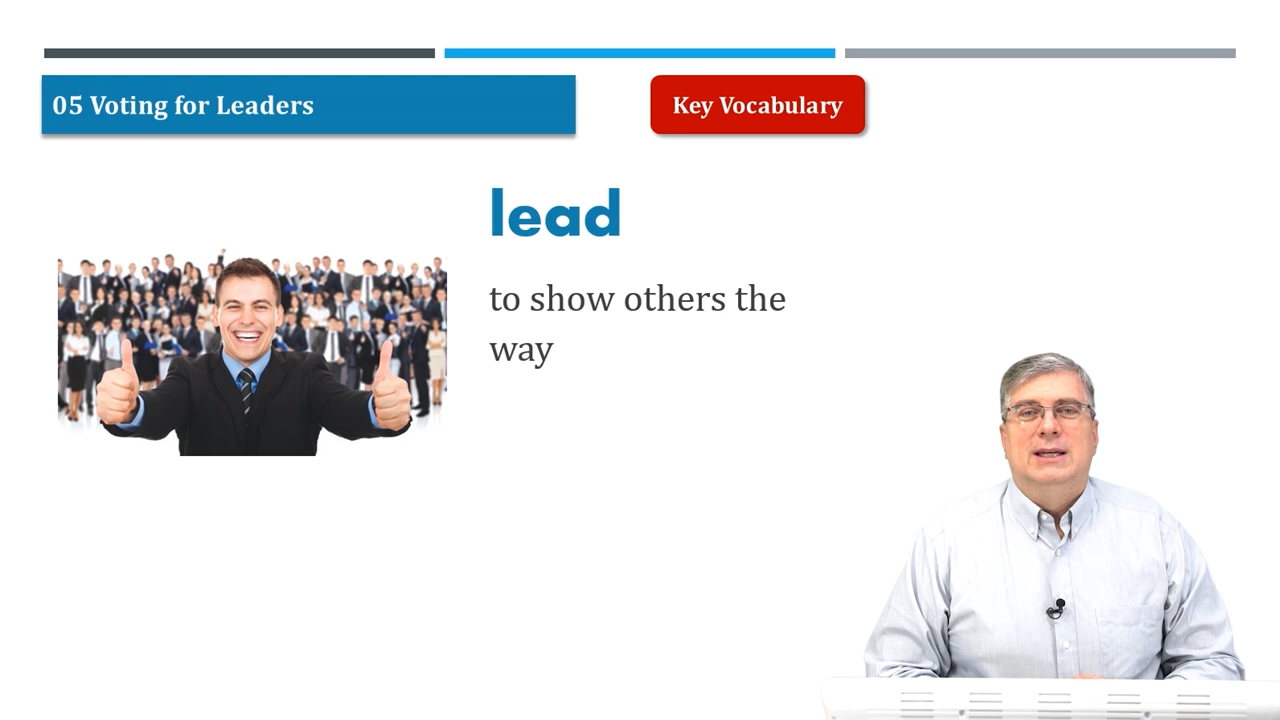 05 Voting for Leaders
Key Vocabulary
lead
to show others the
way